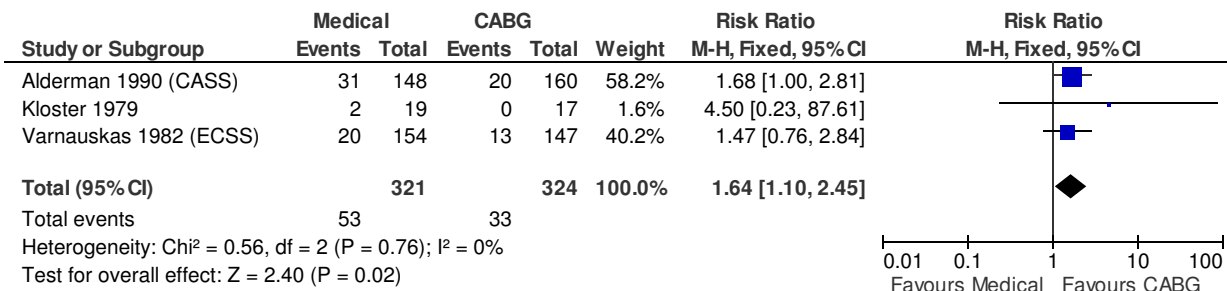 Medical CABG Risk Ratio Risk Ratio
Study or Subgroup Events Total Events Total Weight M-H, Fixed, 95% CI M-H, Fixed, 95% CI
Alderman 1990 (CASS) 31 148 20 160 58.2% 1.68 [1.00, 2.81]
Kloster 1979 2 19 0 17 1.6% 4.50 [0.23, 87.61]
Varnauskas 1982 (ECSS) 20 154 13 147 40.2% 1.47 [0.76, 2.84]
Total (95% CI) 321 324 100.0% 1.64 [1.10, 2.45]
Total events 53 33
Heterogeneity: Chi² = 0.56, df = 2 (P = 0.76); I² = 0%
Test for overall effect: Z = 2.40 (P = 0.02)
0.01 0.1 1 10 100
Favours Medical Favours CABG